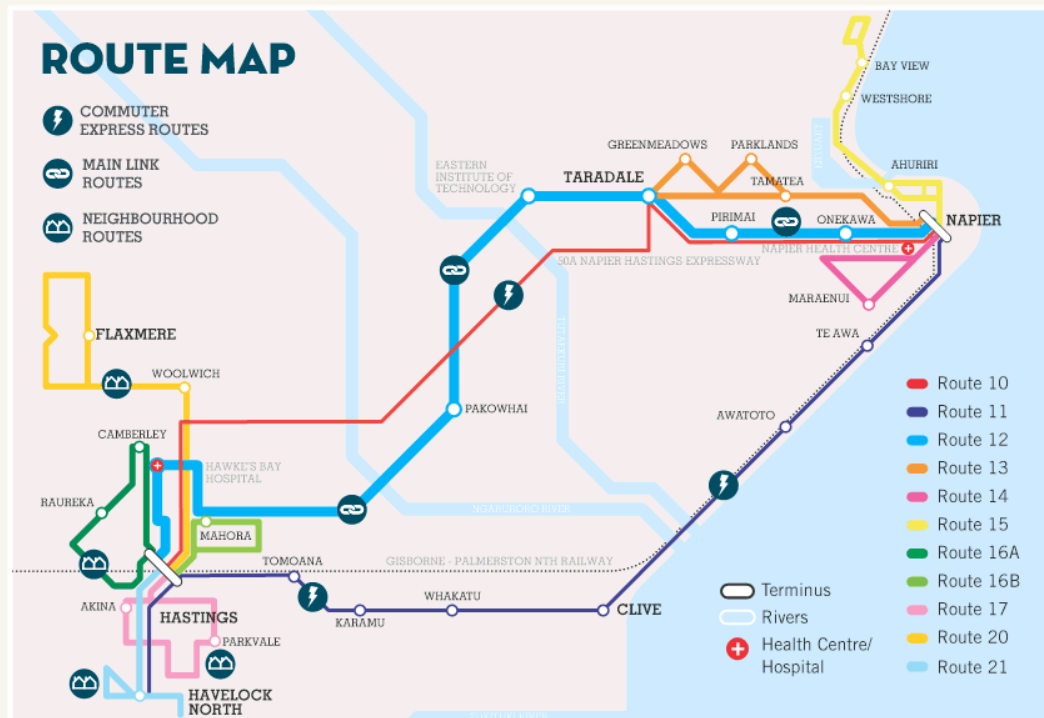 ROUTE MAP
COMMUTER
EXPRESS ROUTES
MAIN LINK
ROUTES
NEIGHBOURHOOD
ROUTES
BAY VIEW
WESTSHORE
AHURIRI
GREENMEADOWS
PARKLANDS
EASTERN
INSTITUTE OF
TECHNOLOGY
TARADALE
TAMATEA
PIRIMAI
ONEKAWA
NAPIER
NAPIER HEALTH CENTRE
50A NAPIER HASTINGS EXPRESSWAY
MARAENUI
TE AWA
FLAXMERE
WOOLWICH
PAKOWHAI
AWATOTO
CAMBERLEY
HAWKE'S BAY
HOSPITAL
RAUREKA
MAHORA
NGARURORO RIVER
GISBORNE - PALMERSTON NTH RAILWAY
TOMOANA
KARAMU
WHAKATU
CLIVE
AKINA
HASTINGS
PARKVALE
HAVELOCK
NORTH
Route 10
Route 11
Route 12
Route 13
Route 14
Route 15
Route 16A
Route 16B
Route 17
Route 20
Route 21
Terminus
Rivers
Health Centre/
Hospital